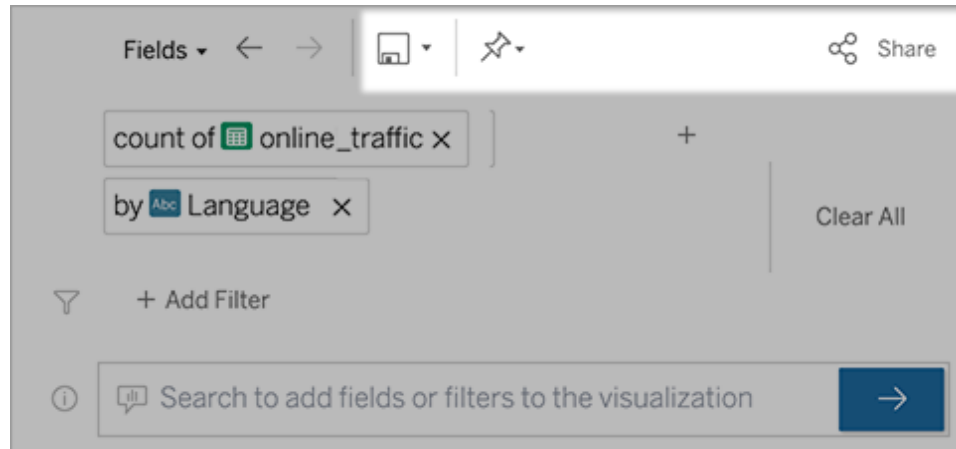 Fields
Share
count of online_traffic ×
+
by Abc Language ×
Clear All
+ Add Filter
Search to add fields or filters to the visualization